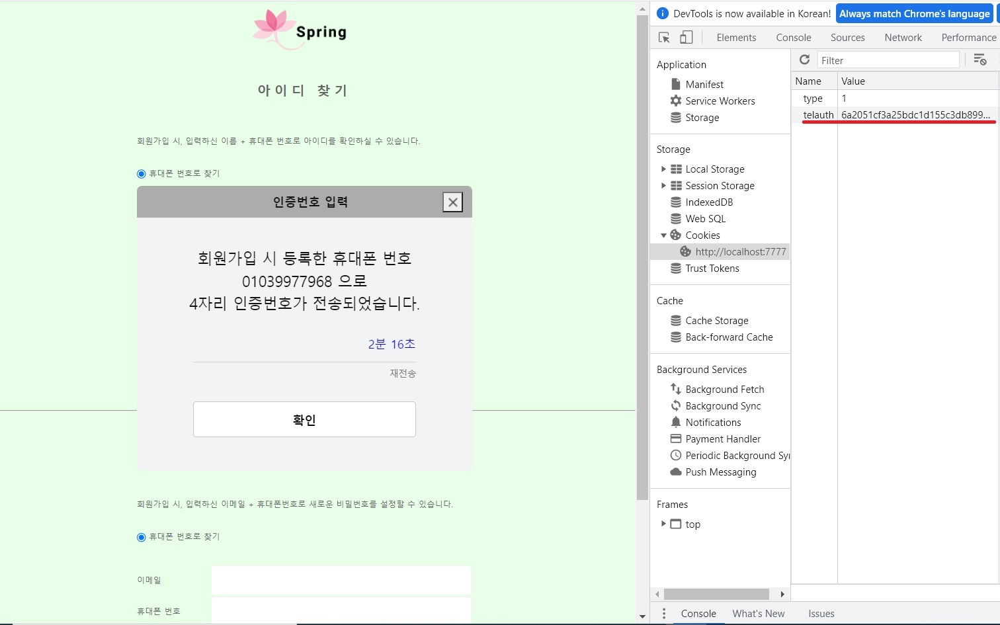 Spring
아이디 찾기
회원가입 시, 입력하신 이름 + 휴대폰 번호로 아이디를 확인하실 수 있습니다.
휴대폰 번호로 찾기
인증번호 입력
회원가입 시 등록한 휴대폰 번호
01039977968 으로
4자리 인증번호가 전송되었습니다.
2분 16초
재전송
확인
회원가입 시, 입력하신 이메일 + 휴대폰번호로 새로운 비밀번호를 설정할 수 있습니다.
휴대폰 번호로 찾기
이메일
휴대폰 번호
DevTools is now available in Korean!
Always match Chrome's language
Elements
Console
Sources
Network
Performance
Application
Manifest
Service Workers
Storage
Storage
Local Storage
Session Storage
IndexedDB
Web SQL
Cookies
http://localhost:7777
Trust Tokens
Cache
Cache Storage
Back-forward Cache
Background Services
Background Fetch
Background Sync
Notifications
Payment Handler
Periodic Background Sy
Push Messaging
Frames
top
Filter
Name Value
type 1
telauth 6a2051cf3a25bdc1d155c3db899...
Console What's New Issues